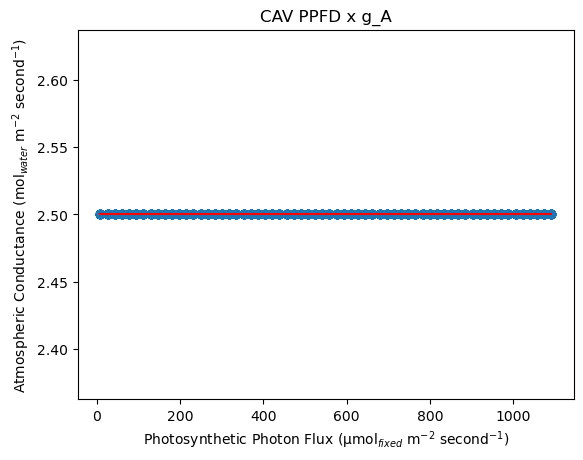 CAV PPFD x g_A
Atmospheric Conductance (mol_water m⁻² second⁻¹)
2.60
2.55
2.50
2.45
2.40
0 200 400 600 800 1000
Photosynthetic Photon Flux (μmol_fixed m⁻² second⁻¹)